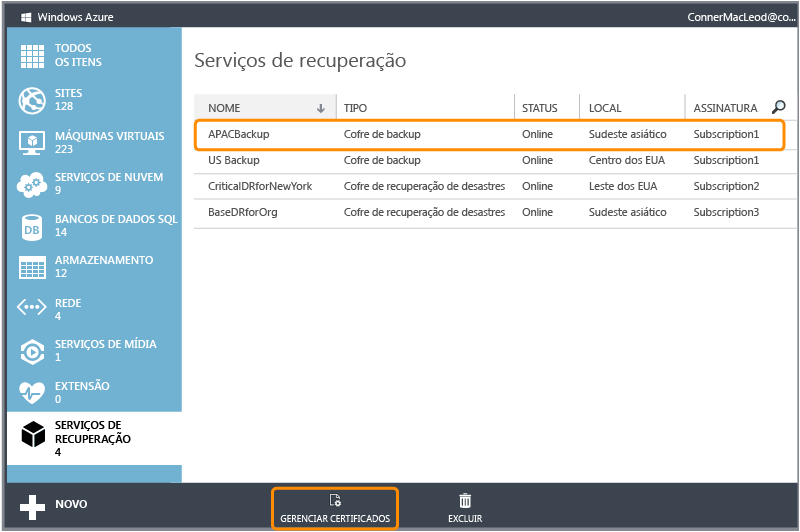 Windows Azure
ConnerMacLeod@co...
TODOS
OS ITENS
SITES
128
MÁQUINAS VIRTUAIS
223
SERVIÇOS DE NUVEM
9
BANCOS DE DADOS SQL
14
ARMAZENAMENTO
12
REDE
4
SERVIÇOS DE MÍDIA
1
EXTENSÃO
0
SERVIÇOS DE
RECUPERAÇÃO
4
Serviços de recuperação
NOME TIPO STATUS LOCAL ASSINATURA
APACBackup Cofre de backup Online Sudeste asiático Subscription1
US Backup Cofre de backup Online Centro dos EUA Subscription1
CriticalDRforNewYork Cofre de recuperação de desastres Online Leste dos EUA Subscription2
BaseDRforOrg Cofre de recuperação de desastres Online Sudeste asiático Subscription3
DB
NOVO
GERENCIAR CERTIFICADOS
EXCLUIR